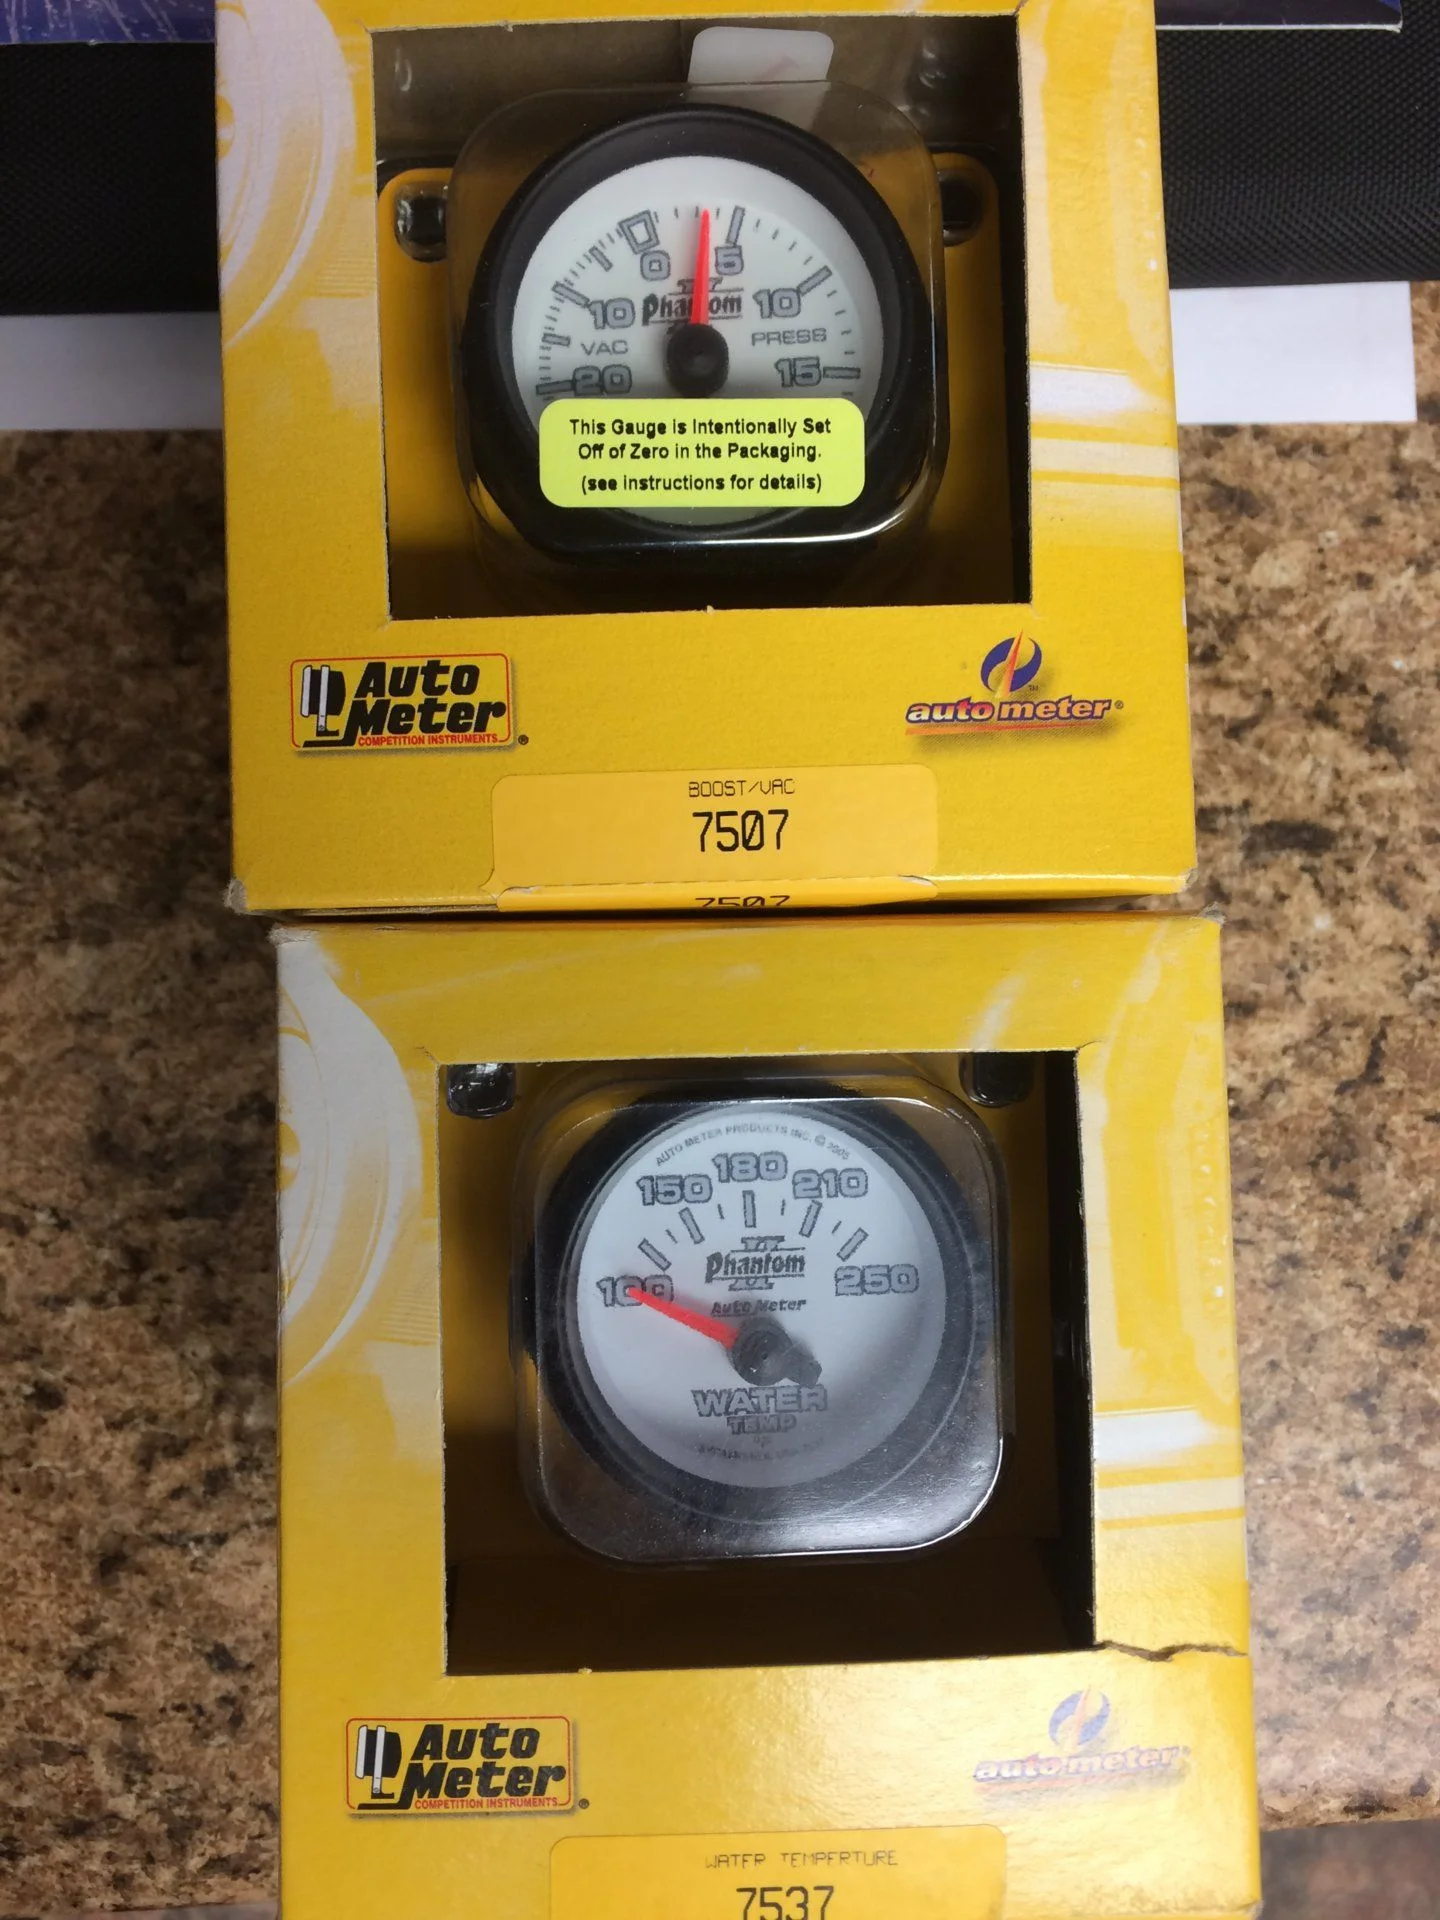 0
5
10
Phantom
10
VAC
PRESS
20
15
This Gauge is Intentionally Set
Off of Zero in the Packaging.
(see instructions for details)
Auto
Meter
COMPETITION INSTRUMENTS
®
TM
auto meter®
BOOST/VAC
7507
7507
AUTO METER PRODUCTS INC. © 2005
180
150
210
Phantom
II
100
250
Auto Meter
WATER
TEMP
°F
Auto
Meter
COMPETITION INSTRUMENTS
®
auto meter
WATER TEMPERTURE
7537